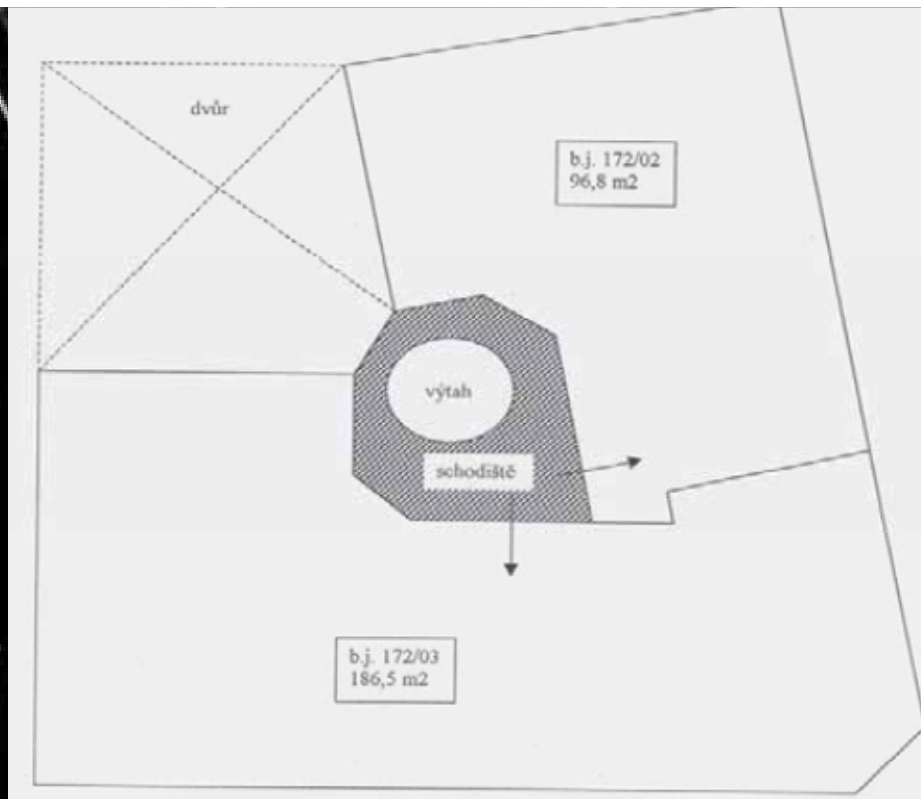 dvůr
b.j. 172/02
96,8 m2
výtah
schodiště
b.j. 172/03
186,5 m2